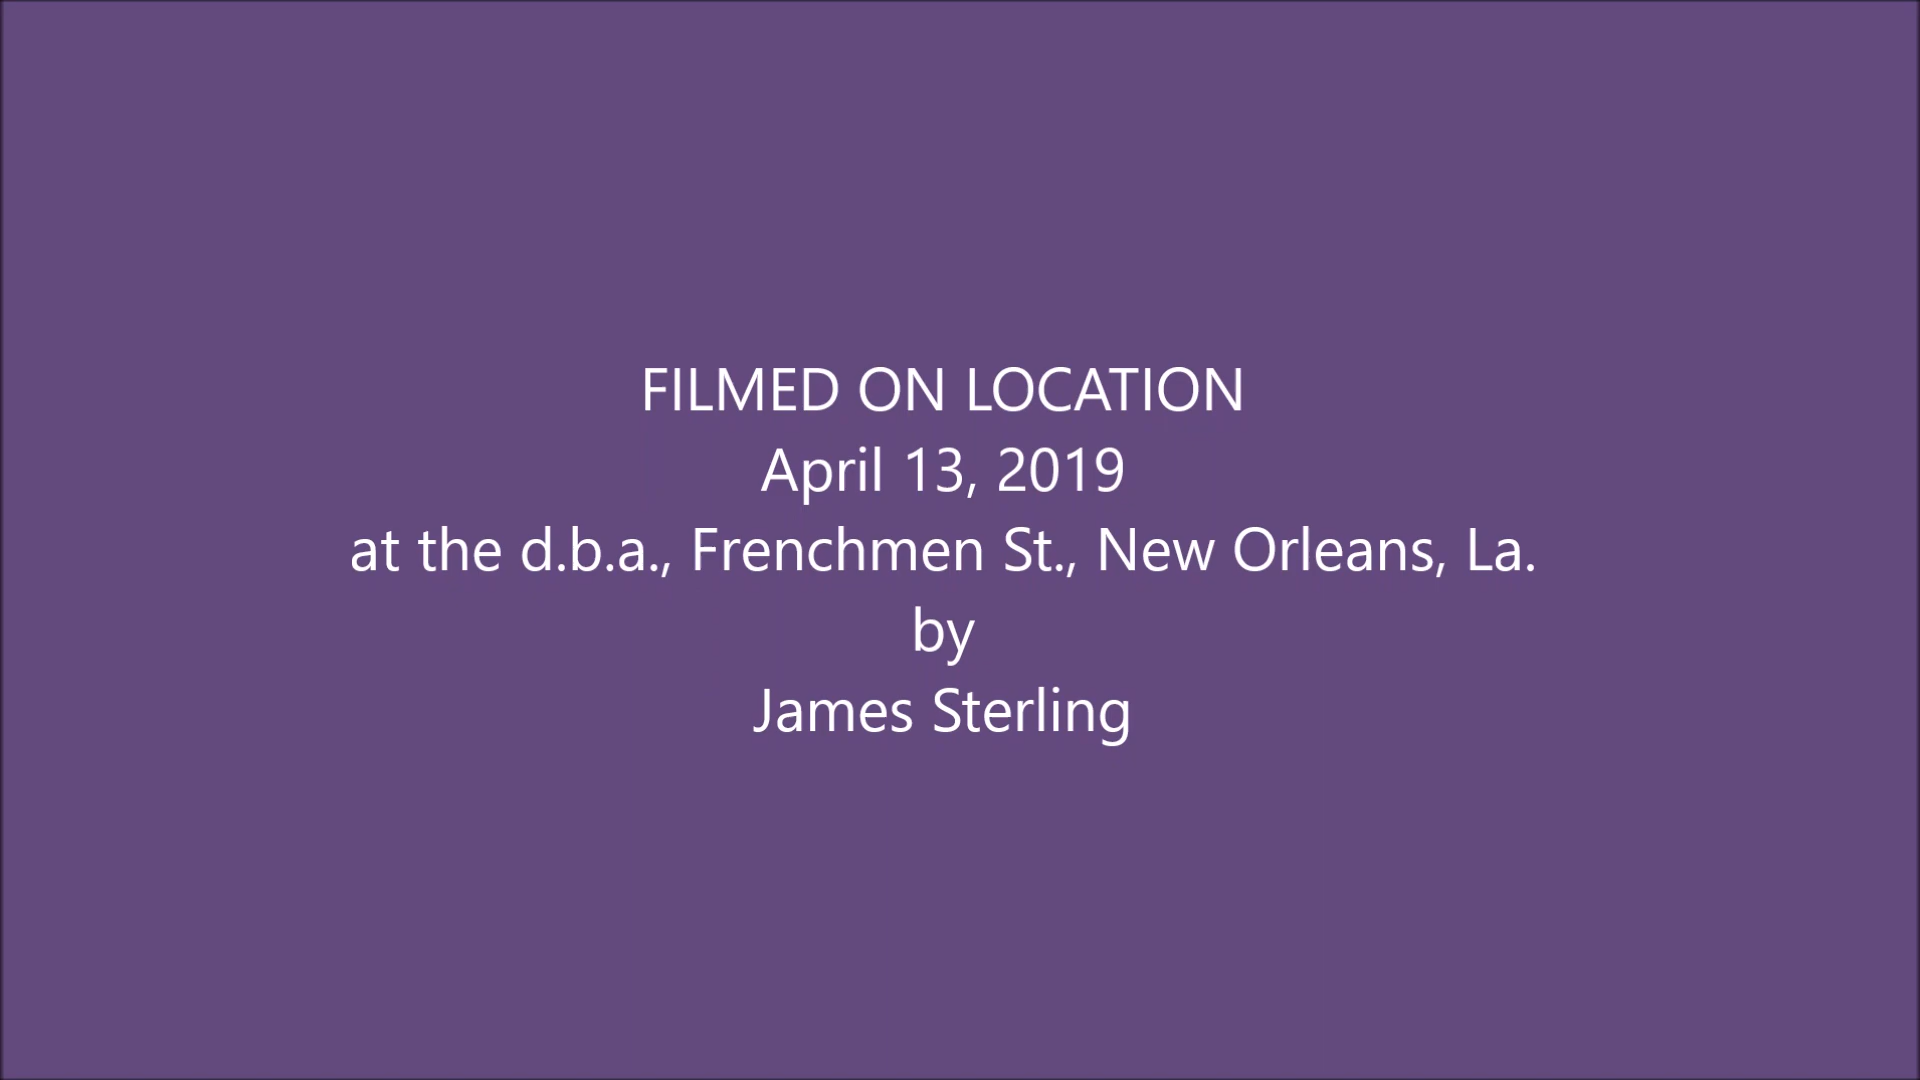 FILMED ON LOCATION
April 13, 2019
at the d.b.a., Frenchmen St., New Orleans, La.
by
James Sterling